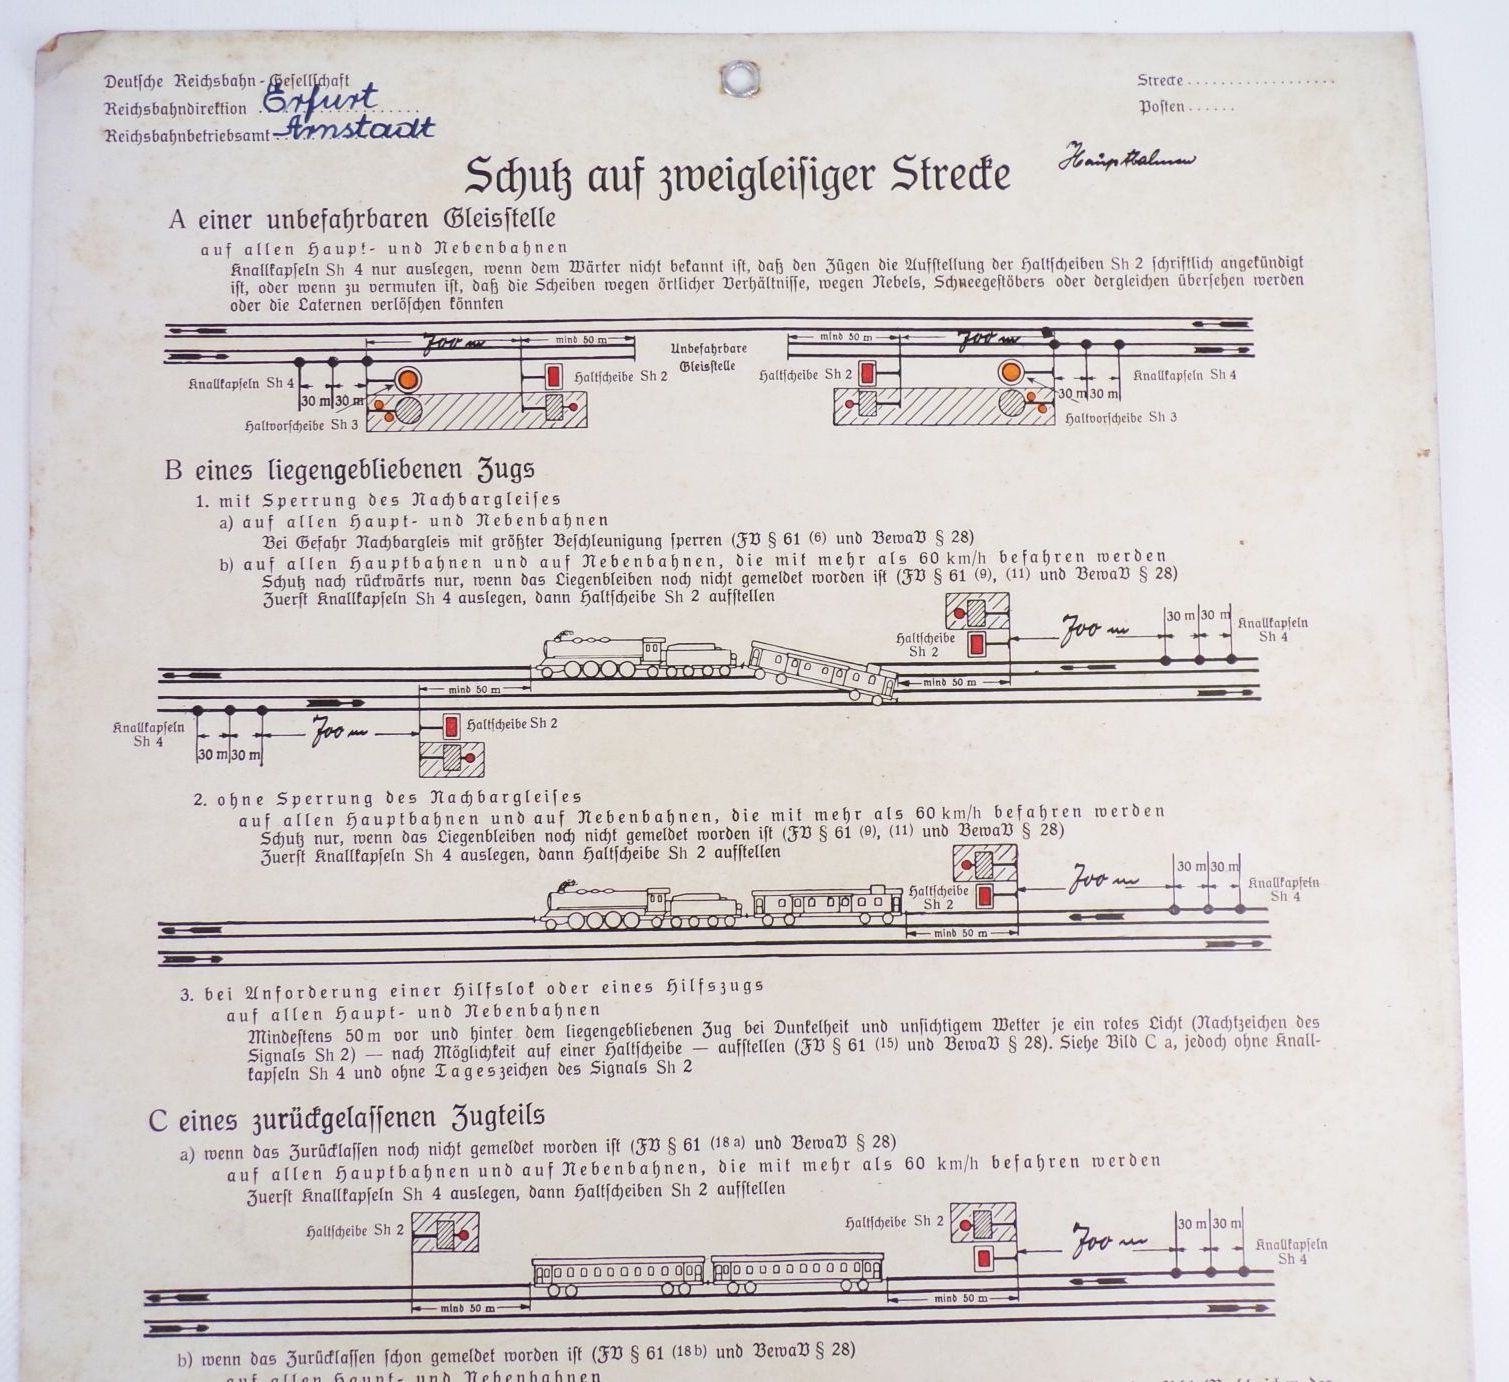 Deutsche Reichsbahn-Gesellschaft
Reichsbahndirektion Erfurt
Reichsbahnbetriebsamt Arnstadt
Strecke..................
Posten......
Hauptbahnen
Schutz auf zweigleisiger Strecke
A einer unbefahrbaren Gleisstelle
auf allen Haupt- und Nebenbahnen
Knallkapseln Sh 4 nur auslegen, wenn dem Wärter nicht bekannt ist, daß den Zügen die Aufstellung der Haltscheiben Sh 2 schriftlich angekündigt
ist, oder wenn zu vermuten ist, daß die Scheiben wegen örtlicher Verhältnisse, wegen Nebels, Schneegestöbers oder dergleichen übersehen werden
oder die Laternen verlöschen könnten
700 m mind 50 m Unbefahrbare Gleisstelle mind 50 m 700 m
Knallkapseln Sh 4 Haltscheibe Sh 2 Haltscheibe Sh 2 Knallkapseln Sh 4
30 m 30 m 30 m 30 m
Haltvorscheibe Sh 3 Haltvorscheibe Sh 3
B eines liegengebliebenen Zugs
1. mit Sperrung des Nachbargleises
a) auf allen Haupt- und Nebenbahnen
Bei Gefahr Nachbargleis mit größter Beschleunigung sperren (FV § 61 (6) und BewaV § 28)
b) auf allen Hauptbahnen und auf Nebenbahnen, die mit mehr als 60 km/h befahren werden
Schutz nach rückwärts nur, wenn das Liegenbleiben noch nicht gemeldet worden ist (FV § 61 (9), (11) und BewaV § 28)
Zuerst Knallkapseln Sh 4 auslegen, dann Haltscheibe Sh 2 aufstellen
Haltscheibe Sh 2 700 m 30 m 30 m Knallkapseln Sh 4
mind 50 m mind 50 m
Knallkapseln Sh 4 30 m 30 m 700 m Haltscheibe Sh 2
2. ohne Sperrung des Nachbargleises
auf allen Hauptbahnen und auf Nebenbahnen, die mit mehr als 60 km/h befahren werden
Schutz nur, wenn das Liegenbleiben noch nicht gemeldet worden ist (FV § 61 (9), (11) und BewaV § 28)
Zuerst Knallkapseln Sh 4 auslegen, dann Haltscheibe Sh 2 aufstellen
Haltscheibe Sh 2 700 m 30 m 30 m Knallkapseln Sh 4
mind 50 m
3. bei Anforderung einer Hilfslok oder eines Hilfszugs
auf allen Haupt- und Nebenbahnen
Mindestens 50 m vor und hinter dem liegengebliebenen Zug bei Dunkelheit und unsichtigem Wetter je ein rotes Licht (Nachtzeichen des
Signals Sh 2) — nach Möglichkeit auf einer Haltscheibe — aufstellen (FV § 61 (15) und BewaV § 28). Siehe Bild C a, jedoch ohne Knall-
kapseln Sh 4 und ohne Tageszeichen des Signals Sh 2
C eines zurückgelassenen Zugteils
a) wenn das Zurücklassen noch nicht gemeldet worden ist (FV § 61 (18 a) und BewaV § 28)
auf allen Hauptbahnen und auf Nebenbahnen, die mit mehr als 60 km/h befahren werden
Zuerst Knallkapseln Sh 4 auslegen, dann Haltscheiben Sh 2 aufstellen
Haltscheibe Sh 2 Haltscheibe Sh 2 700 m 30 m 30 m Knallkapseln Sh 4
mind 50 m mind 50 m
b) wenn das Zurücklassen schon gemeldet worden ist (FV § 61 (18 b) und BewaV § 28)
auf allen Haupt- und Nebenbahnen